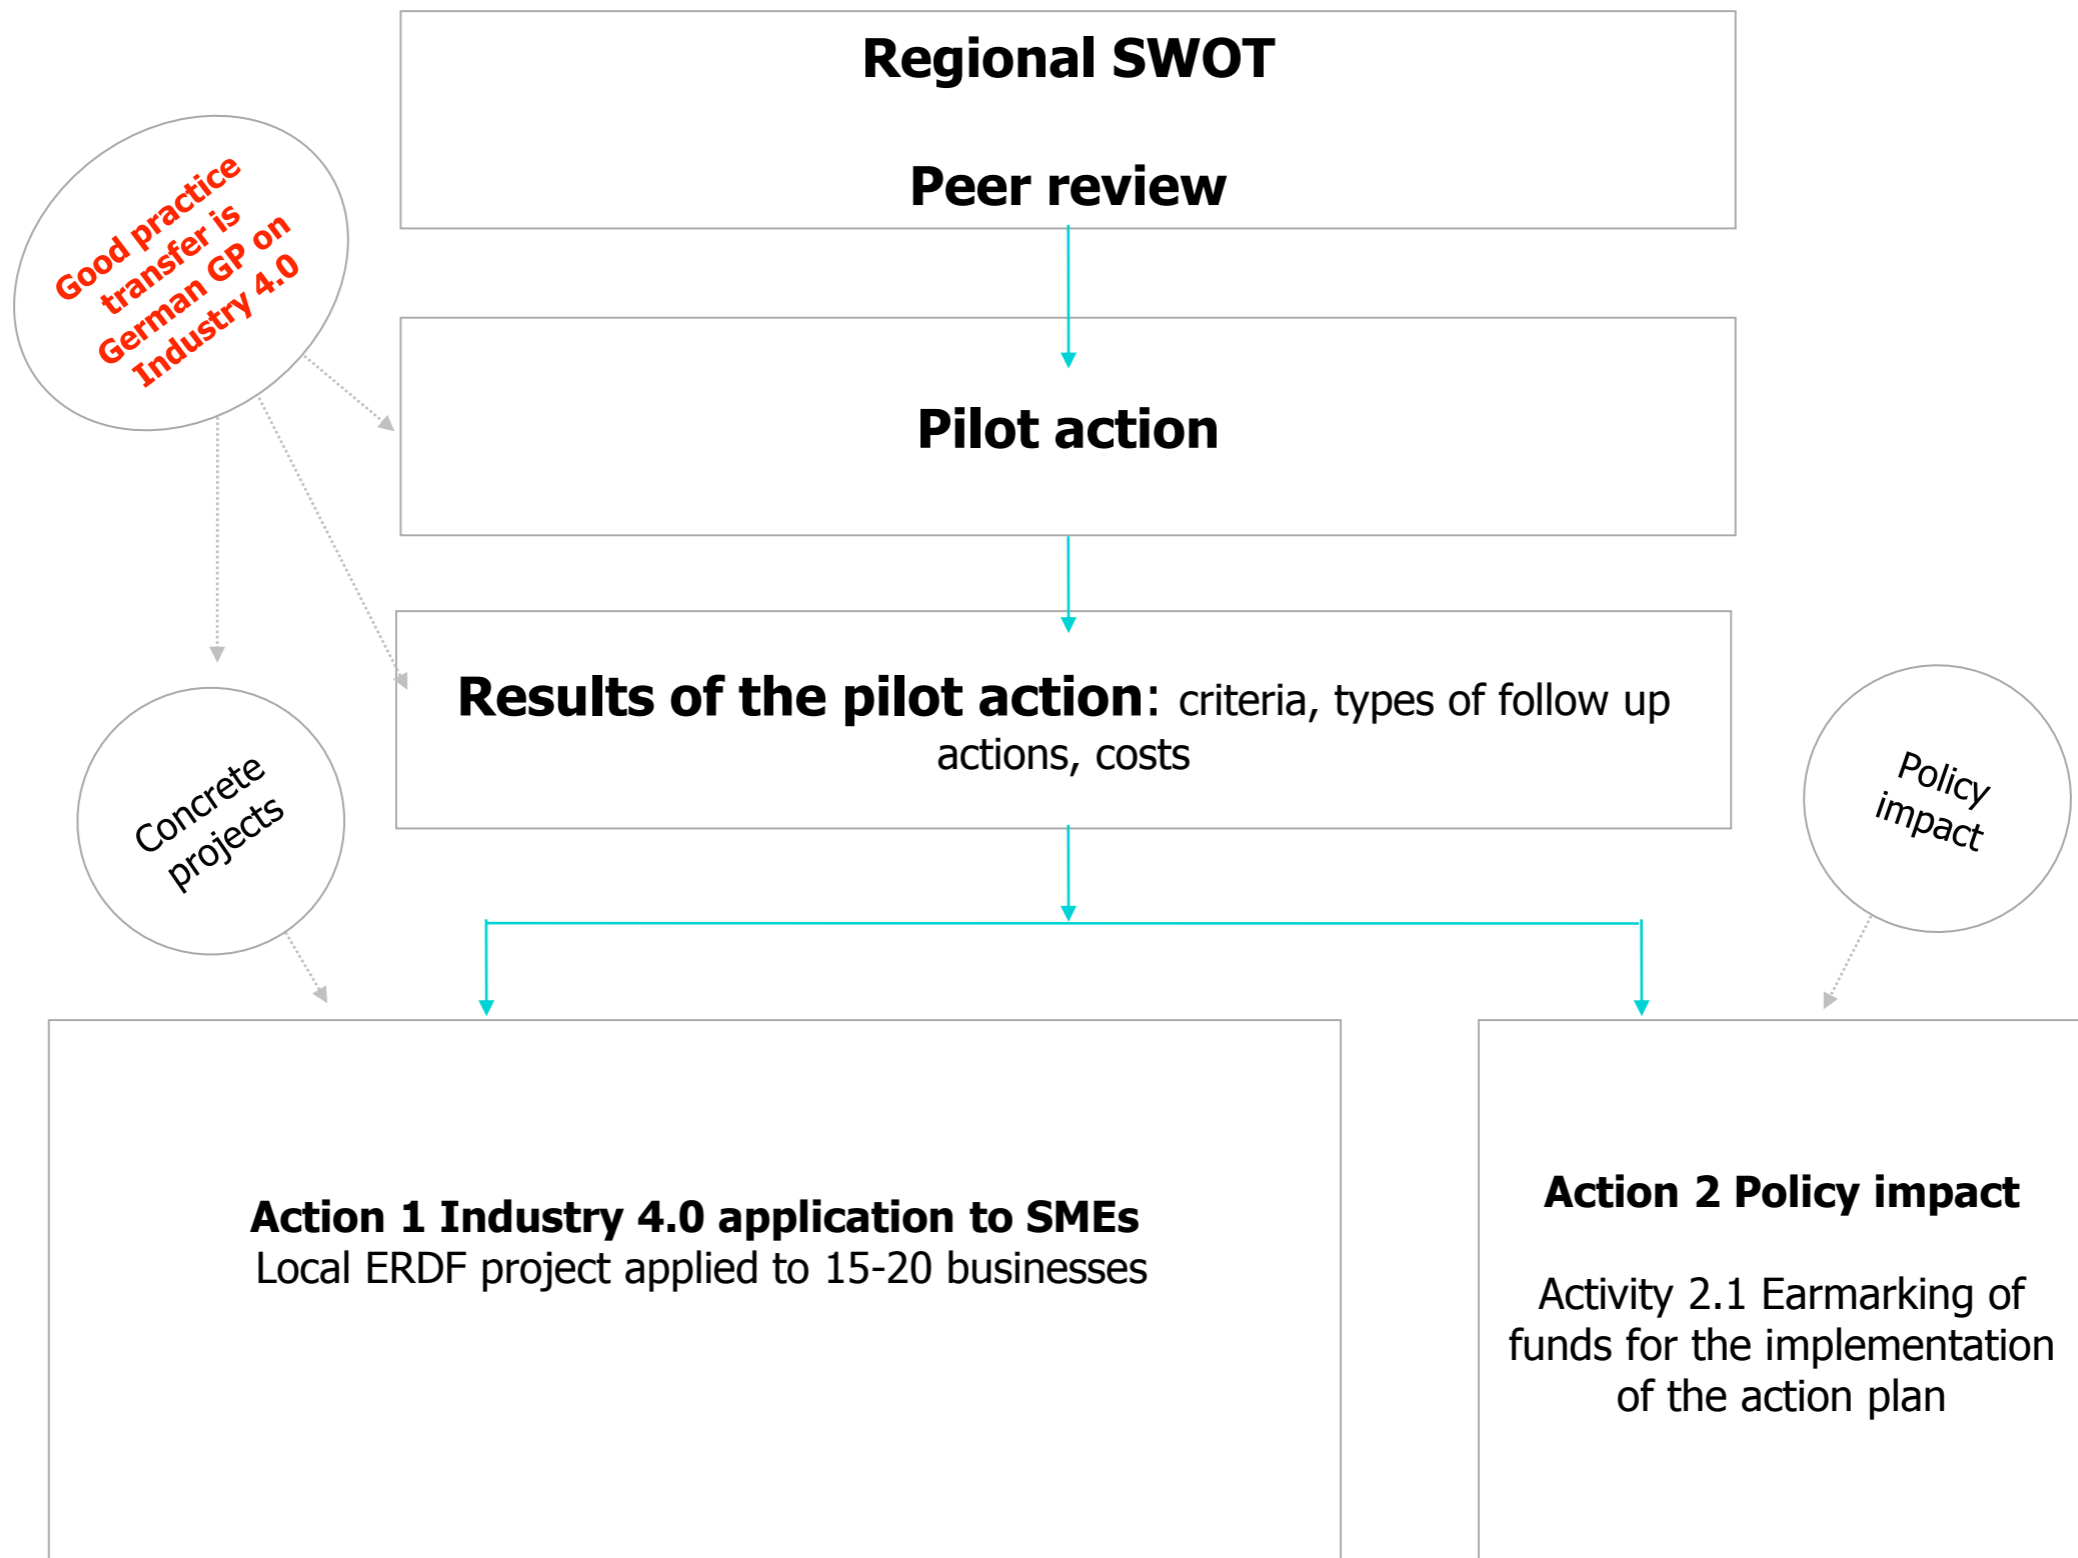 Regional SWOT
Peer review
Good practice
transfer is
German GP on
Industry 4.0
Pilot action
Results of the pilot action: criteria, types of follow up
actions, costs
Concrete
projects
Policy
impact
Action 1 Industry 4.0 application to SMEs
Local ERDF project applied to 15-20 businesses
Action 2 Policy impact
Activity 2.1 Earmarking of
funds for the implementation
of the action plan